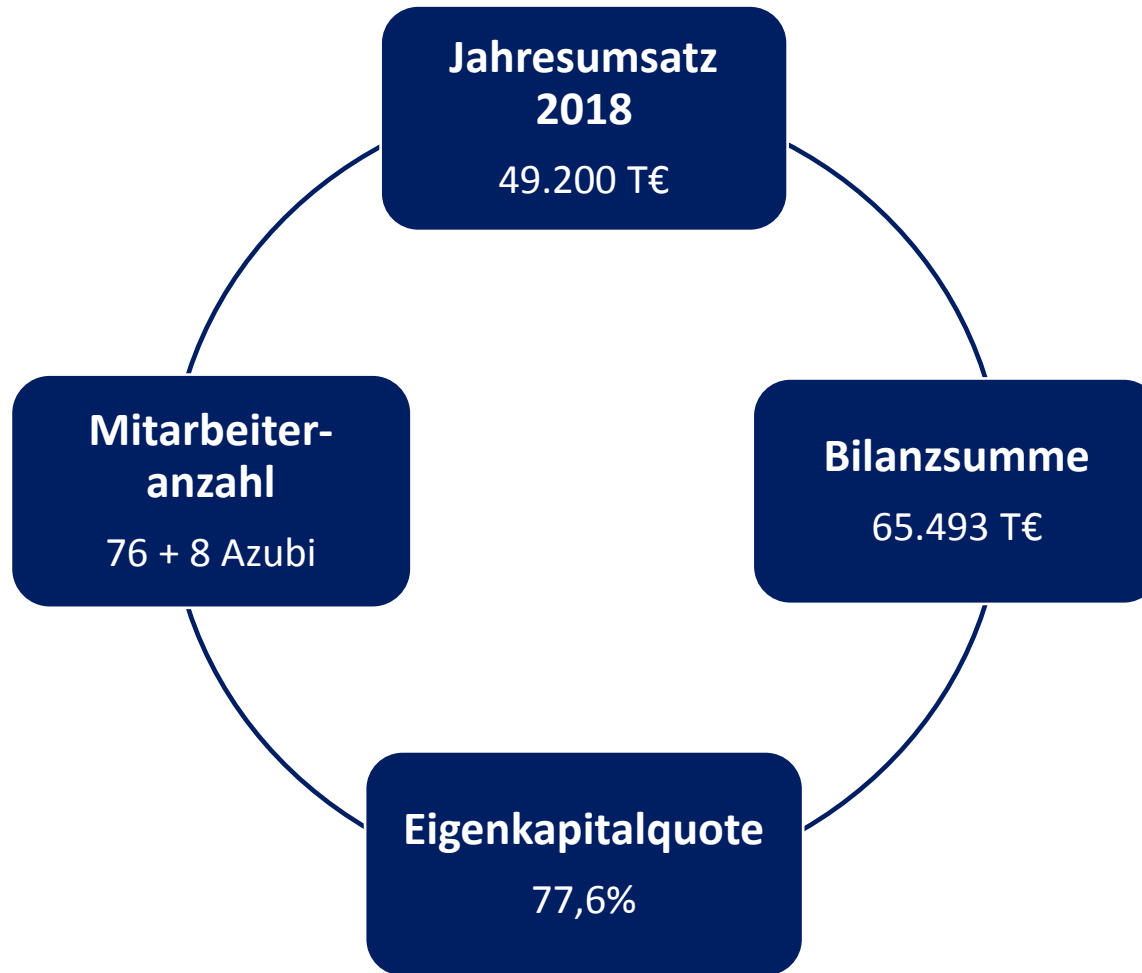 Jahresumsatz
2018
49.200 T€
Mitarbeiter-
anzahl
76 + 8 Azubi
Bilanzsumme
65.493 T€
Eigenkapitalquote
77,6%